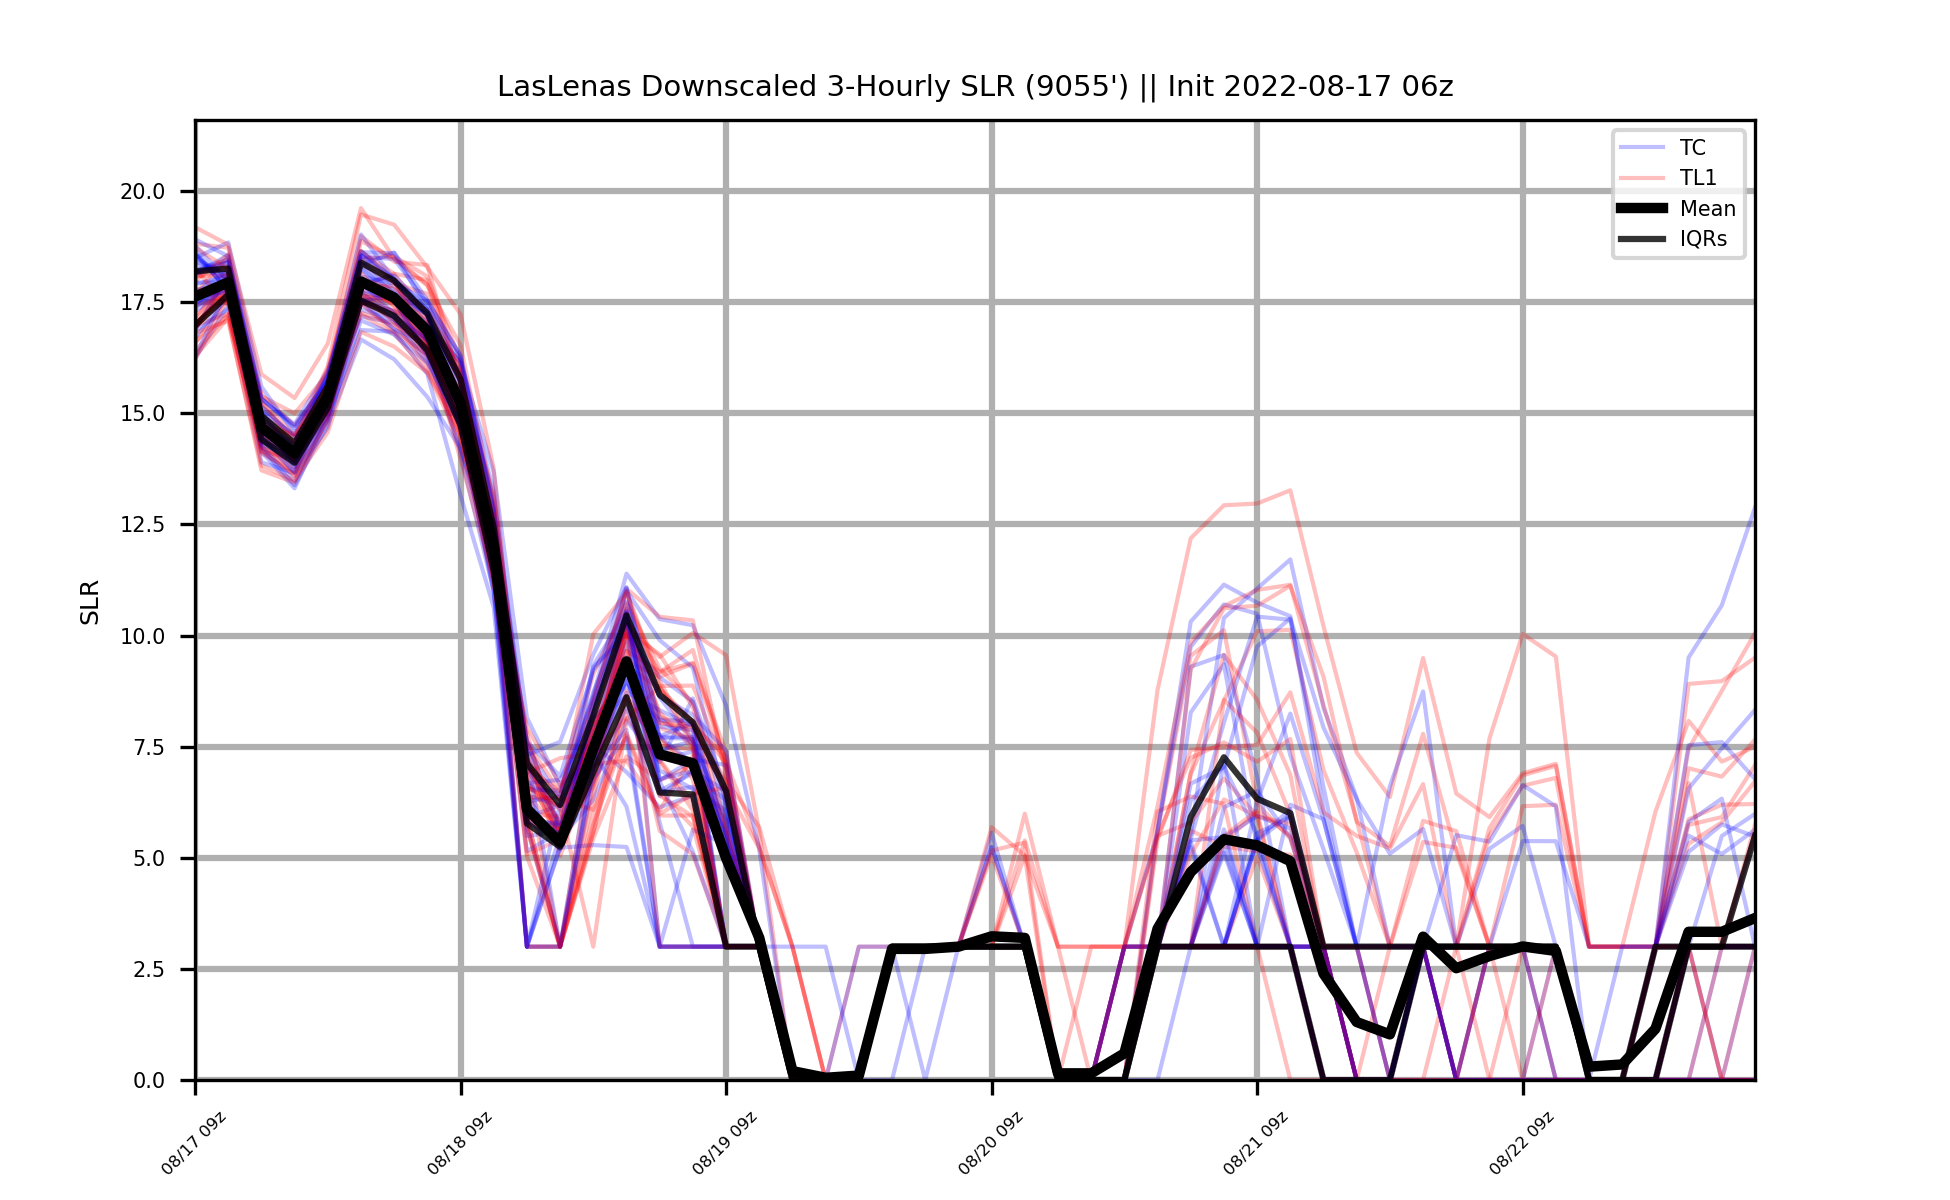 LasLenas Downscaled 3-Hourly SLR (9055') || Init 2022-08-17 06z
TC
TL1
Mean
IQRs
SLR
20.0
17.5
15.0
12.5
10.0
7.5
5.0
2.5
0.0
08/17 09z
08/18 09z
08/19 09z
08/20 09z
08/21 09z
08/22 09z